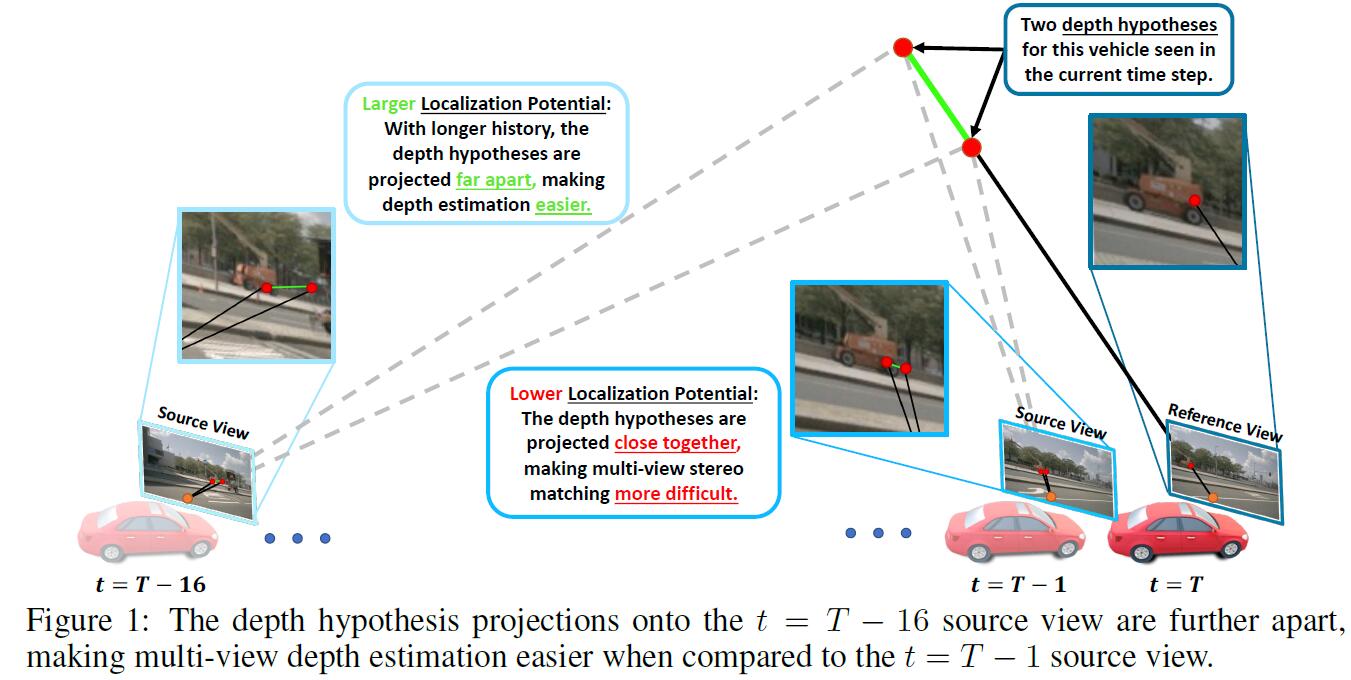 Two depth hypotheses
for this vehicle seen in
the current time step.
Larger Localization Potential:
With longer history, the
depth hypotheses are
projected far apart, making
depth estimation easier.
Lower Localization Potential:
The depth hypotheses are
projected close together,
making multi-view stereo
matching more difficult.
Source View
Source View
Reference View
t = T − 16
t = T − 1
t = T
Figure 1: The depth hypothesis projections onto the t = T − 16 source view are further apart,
making multi-view depth estimation easier when compared to the t = T − 1 source view.